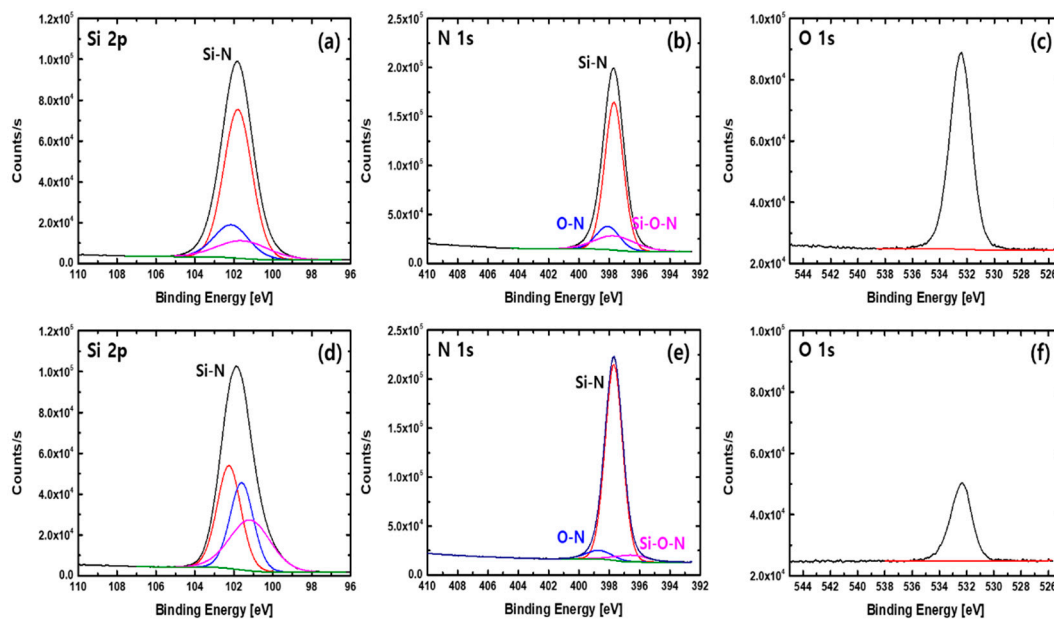 Si 2p
(a)
Si-N
1.2x10⁵
1.0x10⁵
8.0x10⁴
6.0x10⁴
4.0x10⁴
2.0x10⁴
0.0
Counts/s
110 108 106 104 102 100 98 96
Binding Energy [eV]
N 1s
(b)
Si-N
O-N
Si-O-N
2.5x10⁵
2.0x10⁵
1.5x10⁵
1.0x10⁵
5.0x10⁴
0.0
Counts/s
410 408 406 404 402 400 398 396 394 392
Binding Energy [eV]
O 1s
(c)
1.0x10⁵
8.0x10⁴
6.0x10⁴
4.0x10⁴
2.0x10⁴
Counts/s
544 542 540 538 536 534 532 530 528 526
Binding Energy [eV]
Si 2p
(d)
Si-N
1.2x10⁵
1.0x10⁵
8.0x10⁴
6.0x10⁴
4.0x10⁴
2.0x10⁴
0.0
Counts/s
110 108 106 104 102 100 98 96
Binding Energy [eV]
N 1s
(e)
Si-N
O-N
Si-O-N
2.5x10⁵
2.0x10⁵
1.5x10⁵
1.0x10⁵
5.0x10⁴
0.0
Counts/s
410 408 406 404 402 400 398 396 394 392
Binding Energy [eV]
O 1s
(f)
1.0x10⁵
8.0x10⁴
6.0x10⁴
4.0x10⁴
2.0x10⁴
Counts/s
544 542 540 538 536 534 532 530 528 526
Binding Energy [eV]